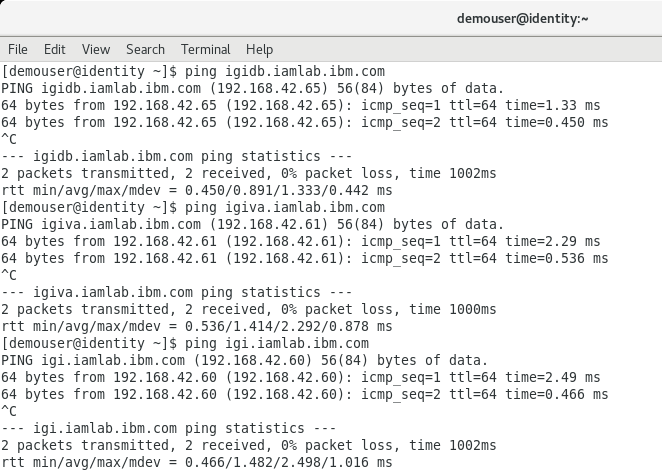 demouser@identity:~
File Edit View Search Terminal Help
[demouser@identity ~]$ ping igidb.iamlab.ibm.com
PING igidb.iamlab.ibm.com (192.168.42.65) 56(84) bytes of data.
64 bytes from 192.168.42.65 (192.168.42.65): icmp_seq=1 ttl=64 time=1.33 ms
64 bytes from 192.168.42.65 (192.168.42.65): icmp_seq=2 ttl=64 time=0.450 ms
^C
--- igidb.iamlab.ibm.com ping statistics ---
2 packets transmitted, 2 received, 0% packet loss, time 1002ms
rtt min/avg/max/mdev = 0.450/0.891/1.333/0.442 ms
[demouser@identity ~]$ ping igiva.iamlab.ibm.com
PING igiva.iamlab.ibm.com (192.168.42.61) 56(84) bytes of data.
64 bytes from 192.168.42.61 (192.168.42.61): icmp_seq=1 ttl=64 time=2.29 ms
64 bytes from 192.168.42.61 (192.168.42.61): icmp_seq=2 ttl=64 time=0.536 ms
^C
--- igiva.iamlab.ibm.com ping statistics ---
2 packets transmitted, 2 received, 0% packet loss, time 1000ms
rtt min/avg/max/mdev = 0.536/1.414/2.292/0.878 ms
[demouser@identity ~]$ ping igi.iamlab.ibm.com
PING igi.iamlab.ibm.com (192.168.42.60) 56(84) bytes of data.
64 bytes from 192.168.42.60 (192.168.42.60): icmp_seq=1 ttl=64 time=2.49 ms
64 bytes from 192.168.42.60 (192.168.42.60): icmp_seq=2 ttl=64 time=0.466 ms
^C
--- igi.iamlab.ibm.com ping statistics ---
2 packets transmitted, 2 received, 0% packet loss, time 1002ms
rtt min/avg/max/mdev = 0.466/1.482/2.498/1.016 ms